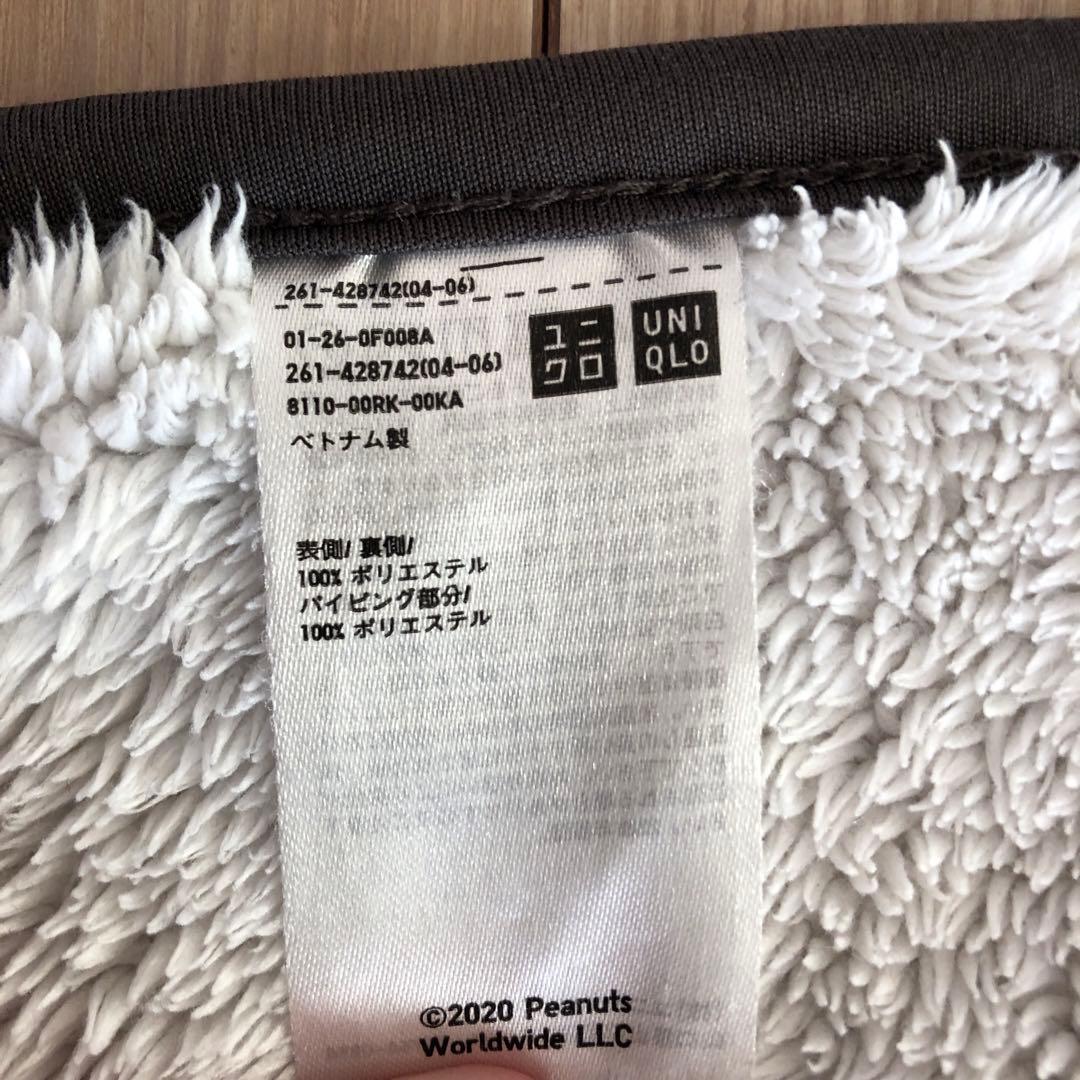 261-428742(04-06)
01-26-0F008A
261-428742(04-06)
8110-00RK-00KA
ベトナム製
ユニ
クロ
UNI
QLO
表側/ 裏側/
100% ポリエステル
パイピング部分/
100% ポリエステル
©2020 Peanuts
Worldwide LLC